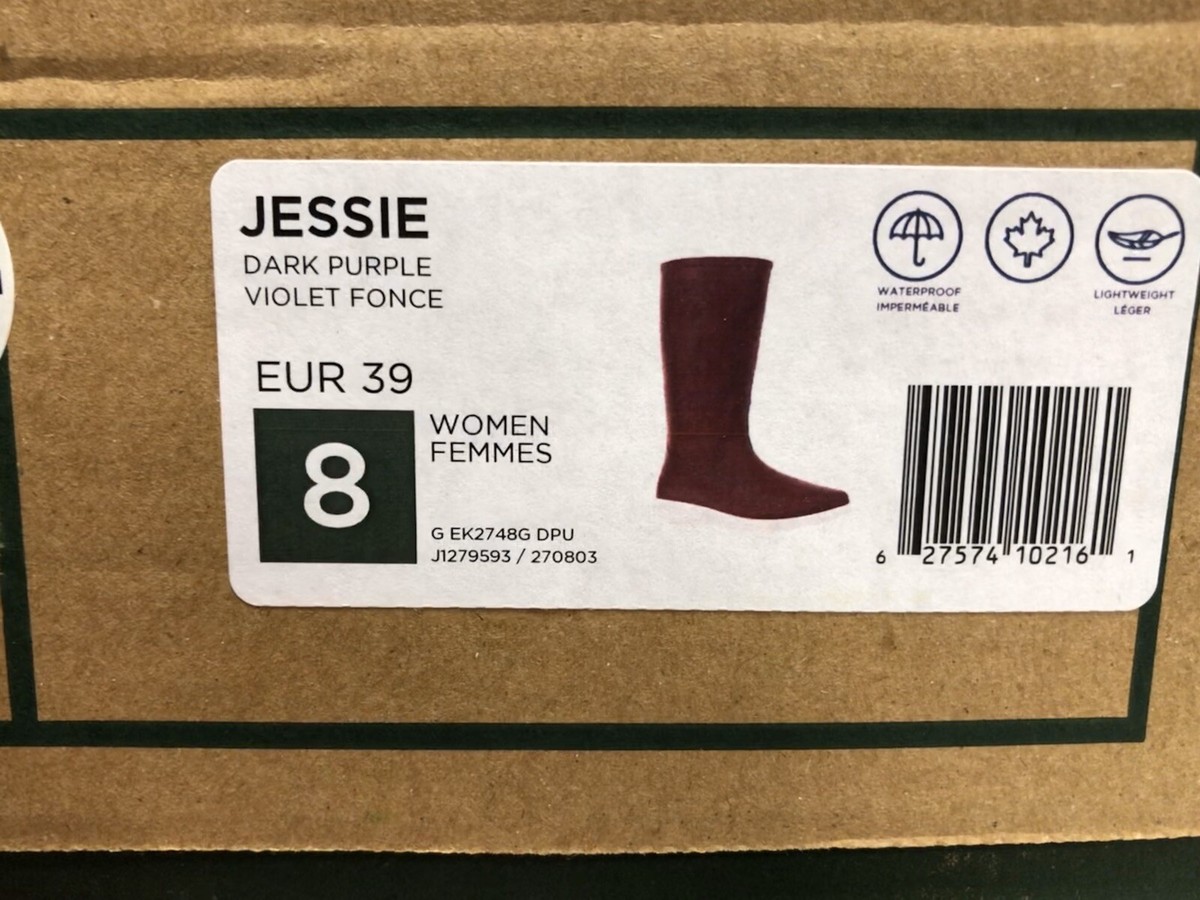 JESSIE
DARK PURPLE
VIOLET FONCE
EUR 39
8
WOMEN
FEMMES
G EK2748G DPU
J1279593 / 270803
WATERPROOF
IMPERMÉABLE
LIGHTWEIGHT
LÉGER
6 27574 10216 1